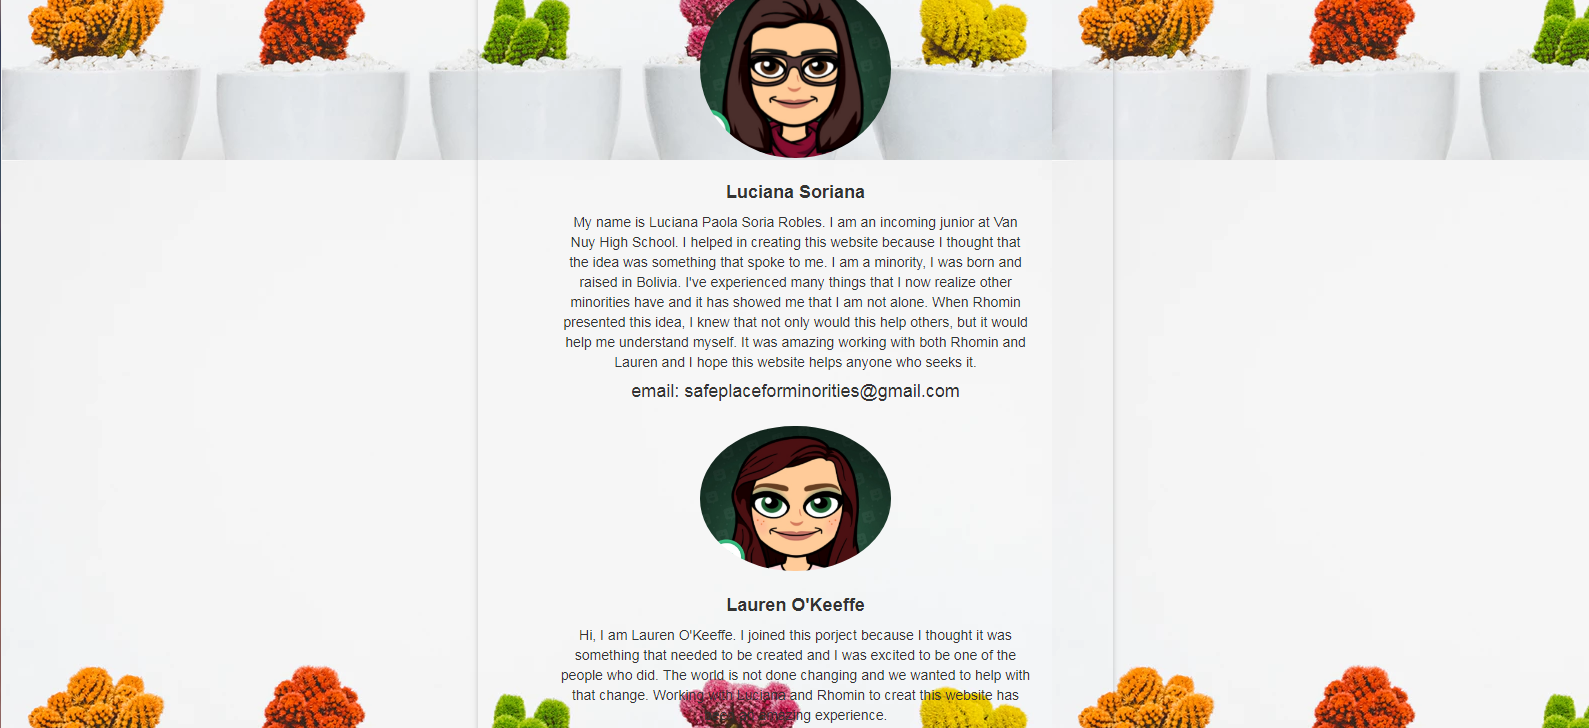 Luciana Soriana
My name is Luciana Paola Soria Robles. I am an incoming junior at Van
Nuy High School. I helped in creating this website because I thought that
the idea was something that spoke to me. I am a minority, I was born and
raised in Bolivia. I've experienced many things that I now realize other
minorities have and it has showed me that I am not alone. When Rhomin
presented this idea, I knew that not only would this help others, but it would
help me understand myself. It was amazing working with both Rhomin and
Lauren and I hope this website helps anyone who seeks it.
email: safeplaceforminorities@gmail.com
Lauren O'Keeffe
Hi, I am Lauren O'Keeffe. I joined this porject because I thought it was
something that needed to be created and I was excited to be one of the
people who did. The world is not done changing and we wanted to help with
that change. Working with Luciana and Rhomin to creat this website has
amazing experience.